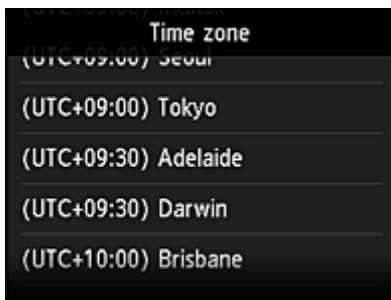 Time zone
(UTC+09:00) Seoul
(UTC+09:00) Tokyo
(UTC+09:30) Adelaide
(UTC+09:30) Darwin
(UTC+10:00) Brisbane